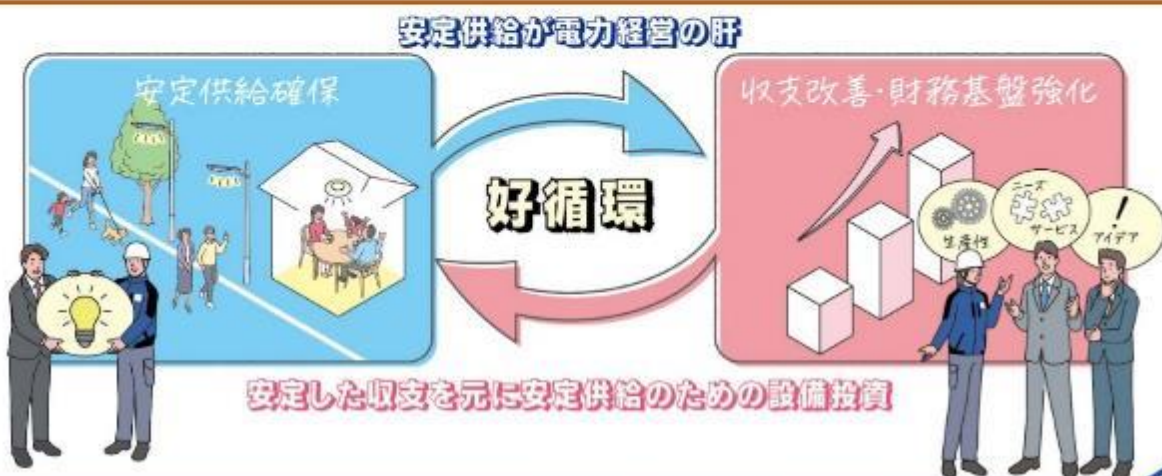 安定供給が電力経営の肝
安定供給確保
収支改善・財務基盤強化
好循環
生産性
ニーズ
サービス
!
アイデア
安定した収支を元に安定供給のための設備投資